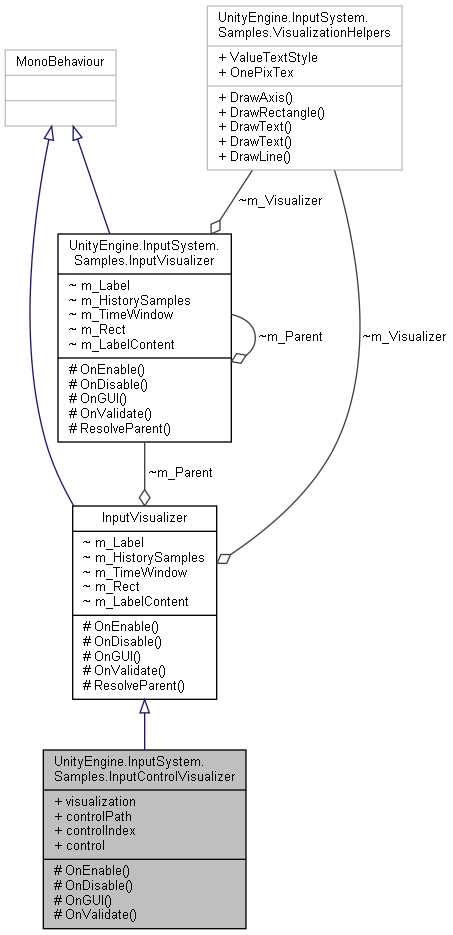 UnityEngine.InputSystem.
Samples.VisualizationHelpers
+ ValueTextStyle
+ OnePixTex
+ DrawAxis()
+ DrawRectangle()
+ DrawText()
+ DrawText()
+ DrawLine()
MonoBehaviour
~m_Visualizer
UnityEngine.InputSystem.
Samples.InputVisualizer
~ m_Label
~ m_HistorySamples
~ m_TimeWindow
~ m_Rect
~ m_LabelContent
# OnEnable()
# OnDisable()
# OnGUI()
# OnValidate()
# ResolveParent()
~m_Parent
~m_Visualizer
~m_Parent
InputVisualizer
~ m_Label
~ m_HistorySamples
~ m_TimeWindow
~ m_Rect
~ m_LabelContent
# OnEnable()
# OnDisable()
# OnGUI()
# OnValidate()
# ResolveParent()
UnityEngine.InputSystem.
Samples.InputControlVisualizer
+ visualization
+ controlPath
+ controlIndex
+ control
# OnEnable()
# OnDisable()
# OnGUI()
# OnValidate()